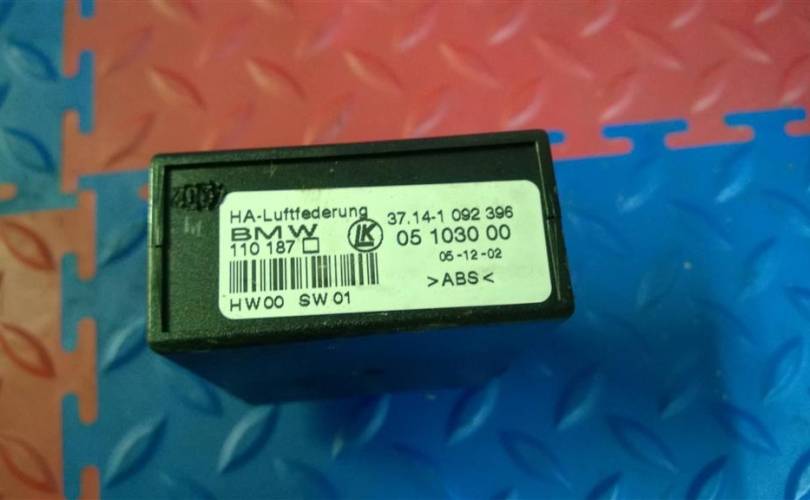 HA-Luftfederung 37.14-1 092 396
BMW LK 05 1030 00
110 187 05-12-02
>ABS<
HW00 SW01